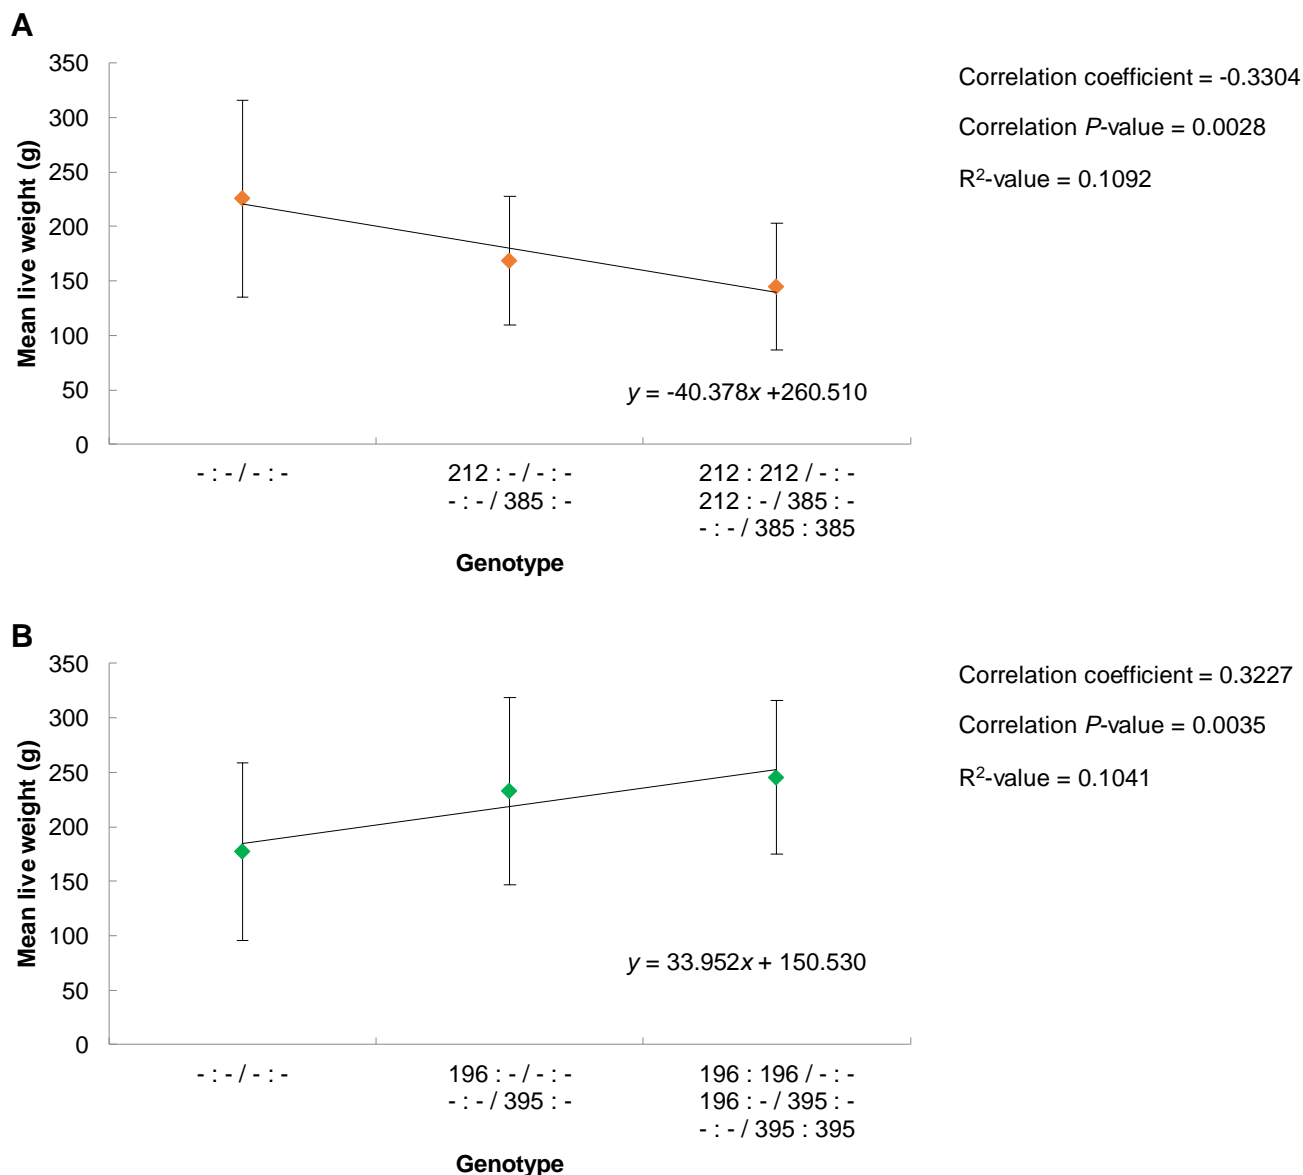 A
350
300
250
200
150
100
50
0
Mean live weight (g)
Correlation coefficient = -0.3304
Correlation P-value = 0.0028
R²-value = 0.1092
y = -40.378x +260.510
- : - / - : -
212 : - / - : -
- : - / 385 : -
212 : 212 / - : -
212 : - / 385 : -
- : - / 385 : 385
Genotype
B
350
300
250
200
150
100
50
0
Mean live weight (g)
Correlation coefficient = 0.3227
Correlation P-value = 0.0035
R²-value = 0.1041
y = 33.952x + 150.530
- : - / - : -
196 : - / - : -
- : - / 395 : -
196 : 196 / - : -
196 : - / 395 : -
- : - / 395 : 395
Genotype